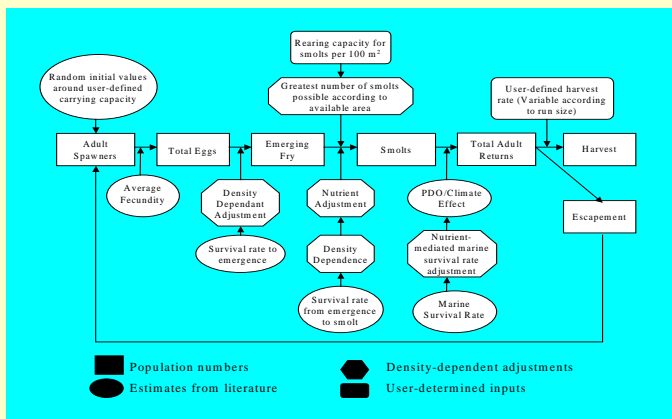 Rearing capacity for
smolts per 100 m²
Random initial values
around user-defined
carrying capacity
Greatest number of smolts
possible according to
available area
User-defined harvest
rate (Variable according
to run size)
Adult
Spawners
Total Eggs
Emerging
Fry
Smolts
Total Adult
Returns
Harvest
Average
Fecundity
Density
Dependant
Adjustment
Nutrient
Adjustment
PDO/Climate
Effect
Escapement
Survival rate to
emergence
Density
Dependence
Nutrient-
mediated marine
survival rate
adjustment
Survival rate
from emergence
to smolt
Marine
Survival Rate
Population numbers
Density-dependent adjustments
Estimates from literature
User-determined inputs